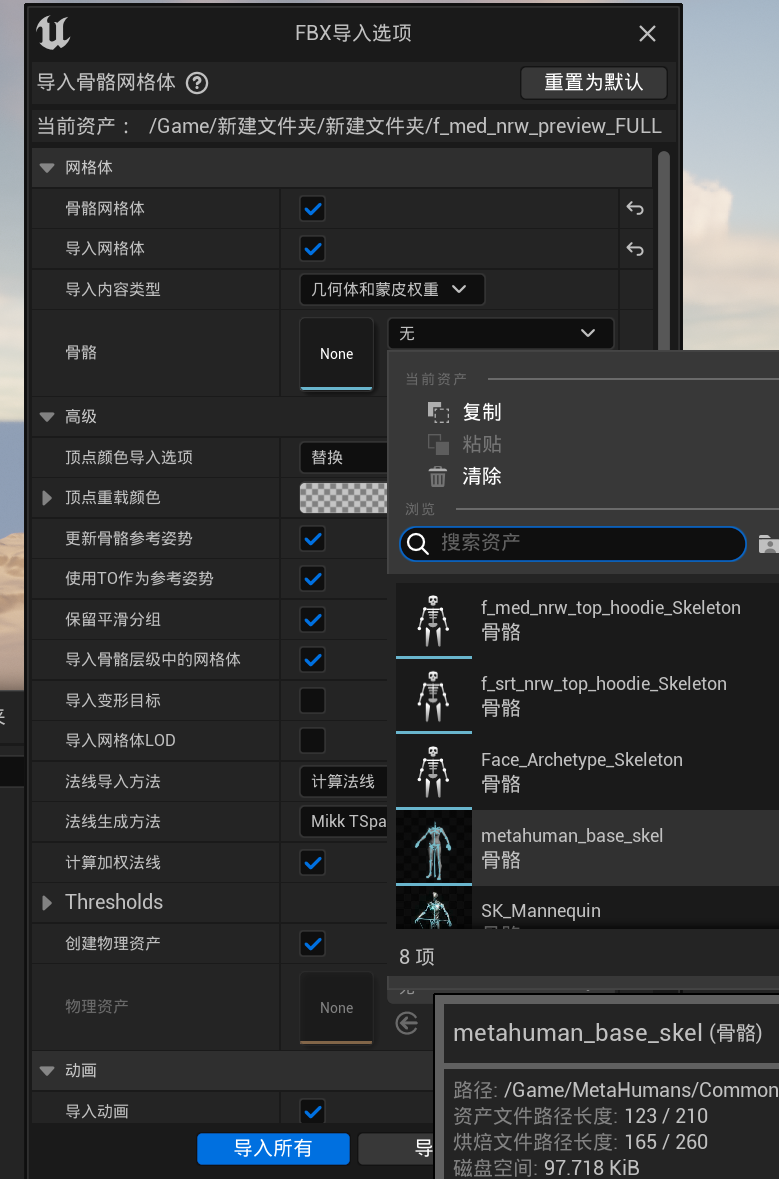 FBX导入选项
导入骨骼网格体
重置为默认
当前资产： /Game/新建文件夹/新建文件夹/f_med_nrw_preview_FULL
网格体
骨骼网格体
导入网格体
导入内容类型
几何体和蒙皮权重
骨骼
None
无
当前资产
复制
粘贴
清除
浏览
搜索资产
f_med_nrw_top_hoodie_Skeleton
骨骼
f_srt_nrw_top_hoodie_Skeleton
骨骼
Face_Archetype_Skeleton
骨骼
metahuman_base_skel
骨骼
SK_Mannequin
8 项
高级
顶点颜色导入选项
替换
顶点重载颜色
更新骨骼参考姿势
使用TO作为参考姿势
保留平滑分组
导入骨骼层级中的网格体
导入变形目标
导入网格体LOD
法线导入方法
计算法线
法线生成方法
Mikk TSpa
计算加权法线
Thresholds
创建物理资产
物理资产
None
动画
导入动画
导入所有
导
metahuman_base_skel (骨骼)
路径: /Game/MetaHumans/Common
资产文件路径长度: 123 / 210
烘焙文件路径长度: 165 / 260
磁盘空间: 97.718 KiB